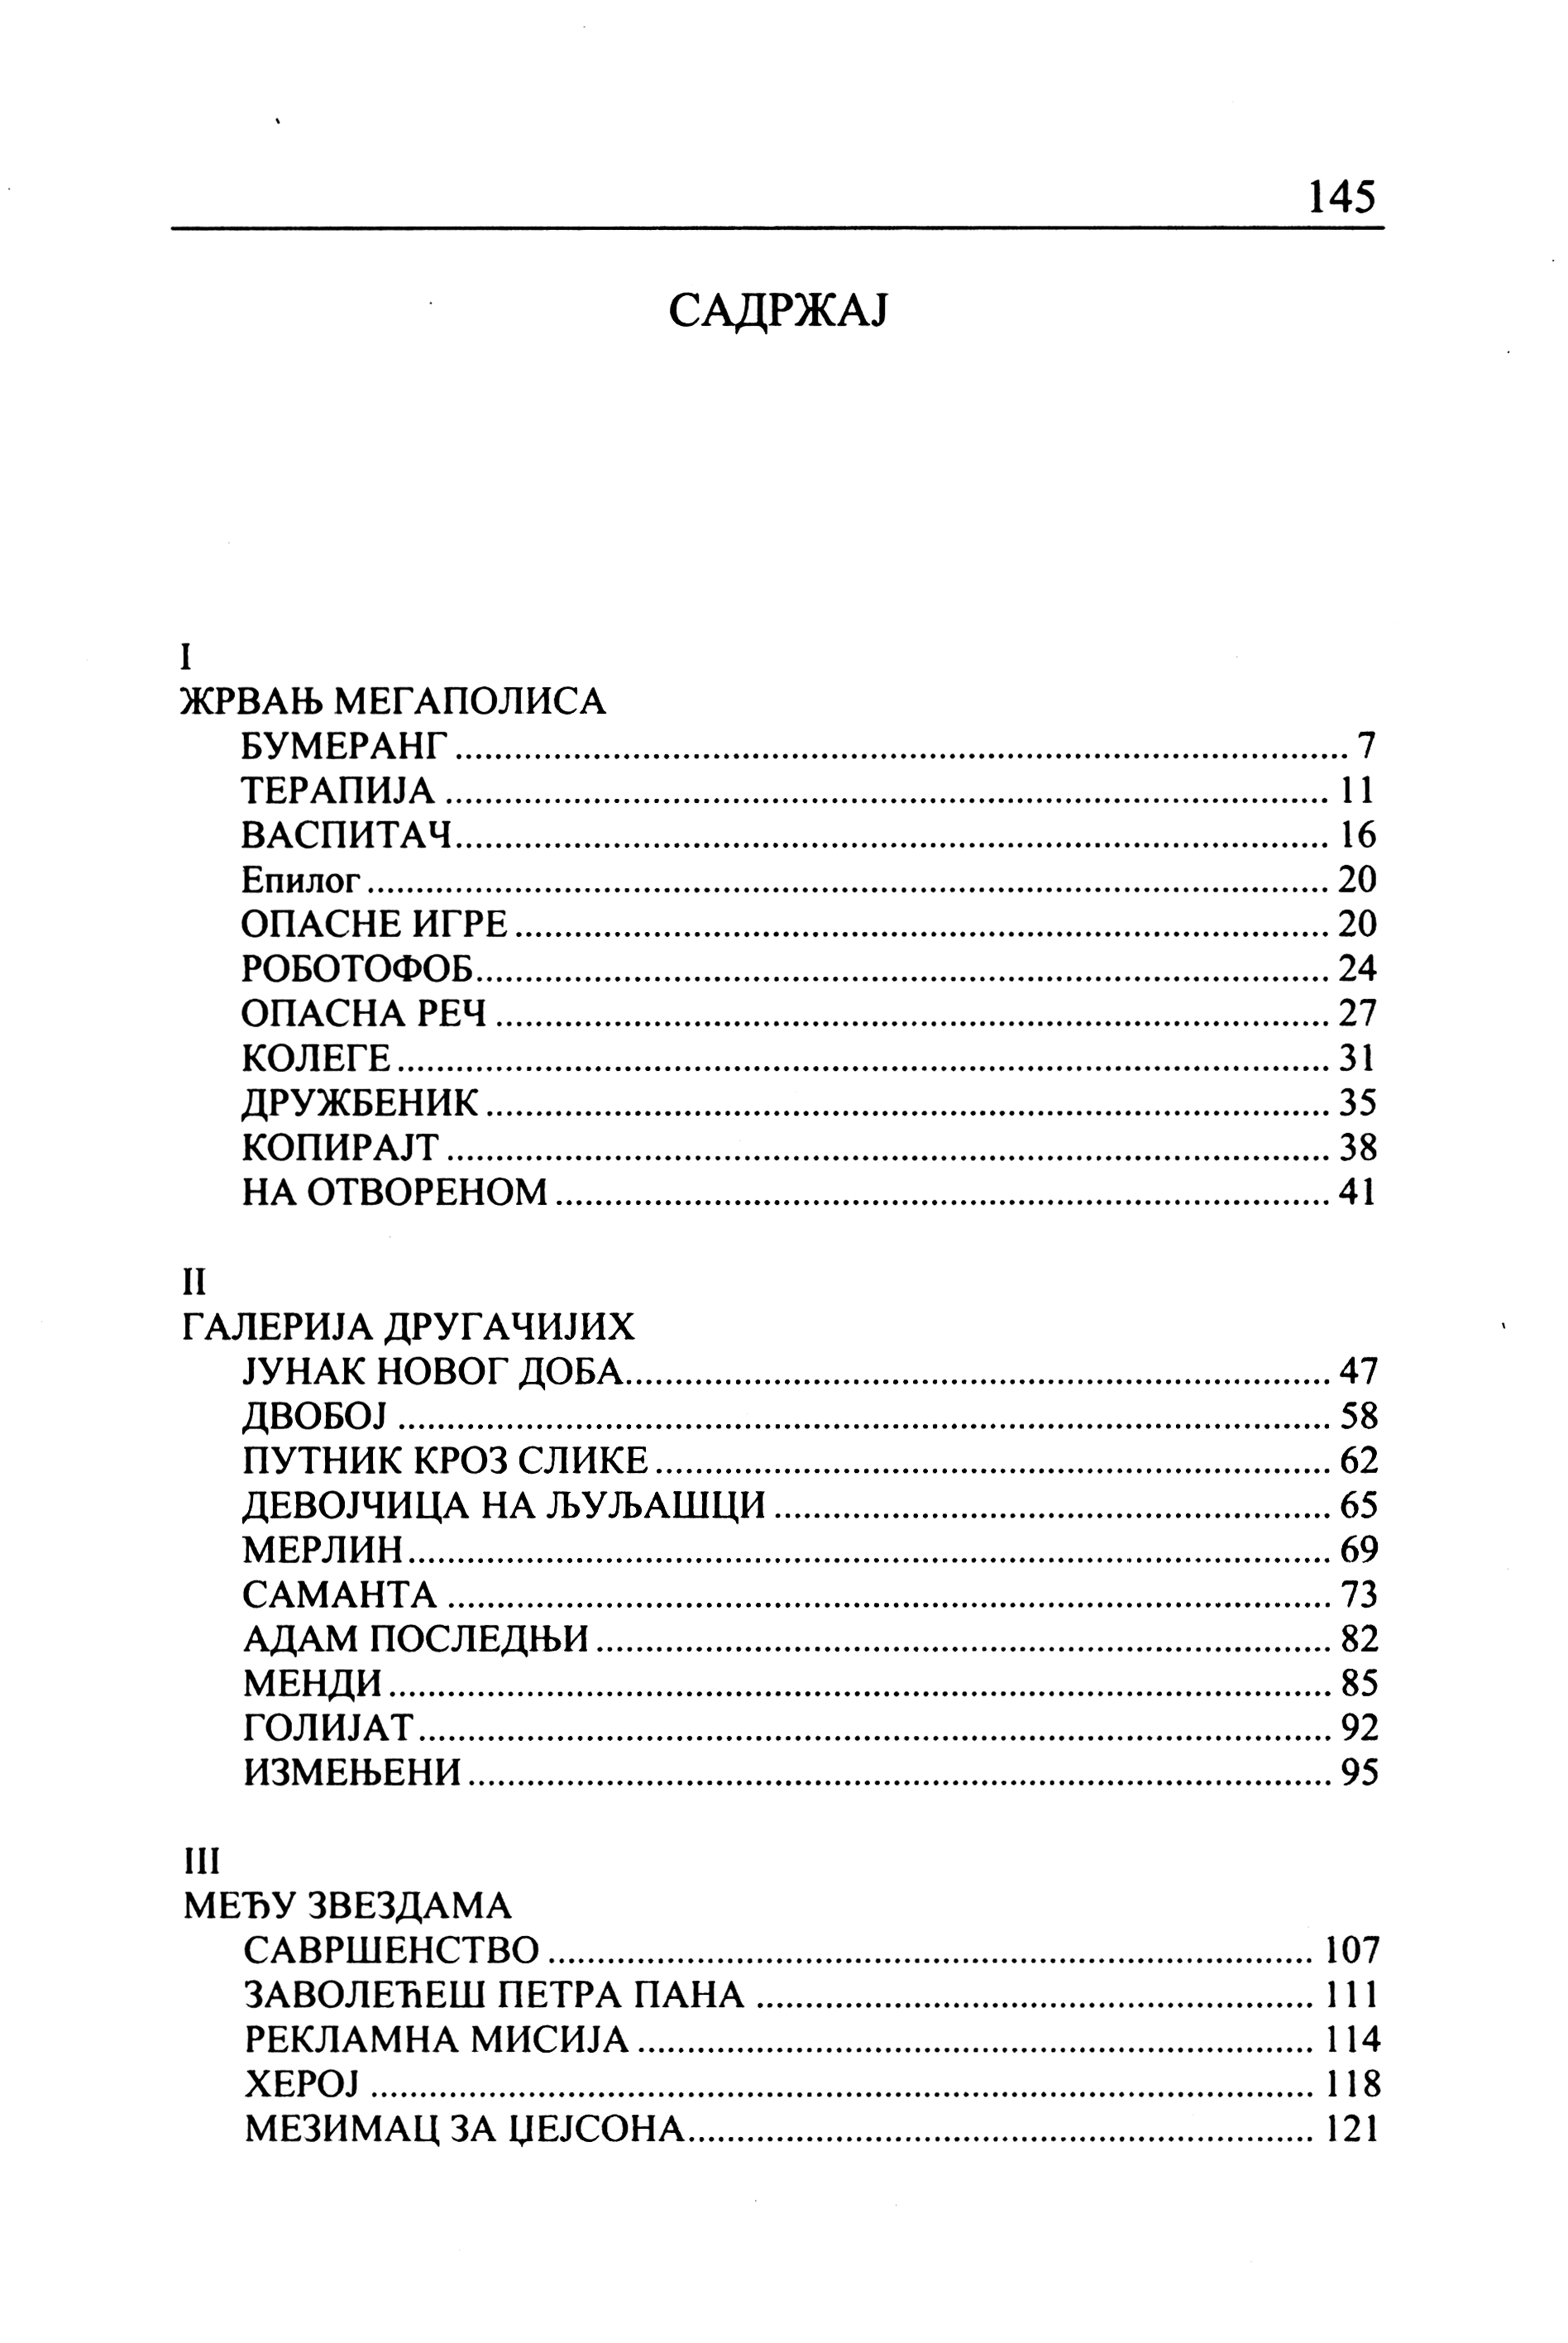 145
САДРЖАЈ
I
ЖРВАЊ МЕГАПОЛИСА
БУМЕРАНГ ........ 7
ТЕРАПИЈА ........ 11
ВАСПИТАЧ ........ 16
Епилог ........ 20
ОПАСНЕ ИГРЕ ........ 20
РОБОТОФОБ ........ 24
ОПАСНА РЕЧ ........ 27
КОЛЕГЕ ........ 31
ДРУЖБЕНИК ........ 35
КОПИРАЈТ ........ 38
НА ОТВОРЕНОМ ........ 41
II
ГАЛЕРИЈА ДРУГАЧИЈИХ
ЈУНАК НОВОГ ДОБА ........ 47
ДВОБОЈ ........ 58
ПУТНИК КРОЗ СЛИКЕ ........ 62
ДЕВОЈЧИЦА НА ЉУЉАШЦИ ........ 65
МЕРЛИН ........ 69
САМАНТА ........ 73
АДАМ ПОСЛЕДЊИ ........ 82
МЕНДИ ........ 85
ГОЛИЈАТ ........ 92
ИЗМЕЊЕНИ ........ 95
III
МЕЂУ ЗВЕЗДАМА
САВРШЕНСТВО ........ 107
ЗАВОЛЕЋЕШ ПЕТРА ПАНА ........ 111
РЕКЛАМНА МИСИЈА ........ 114
ХЕРОЈ ........ 118
МЕЗИМАЦ ЗА ЏЕЈСОНА ........ 121